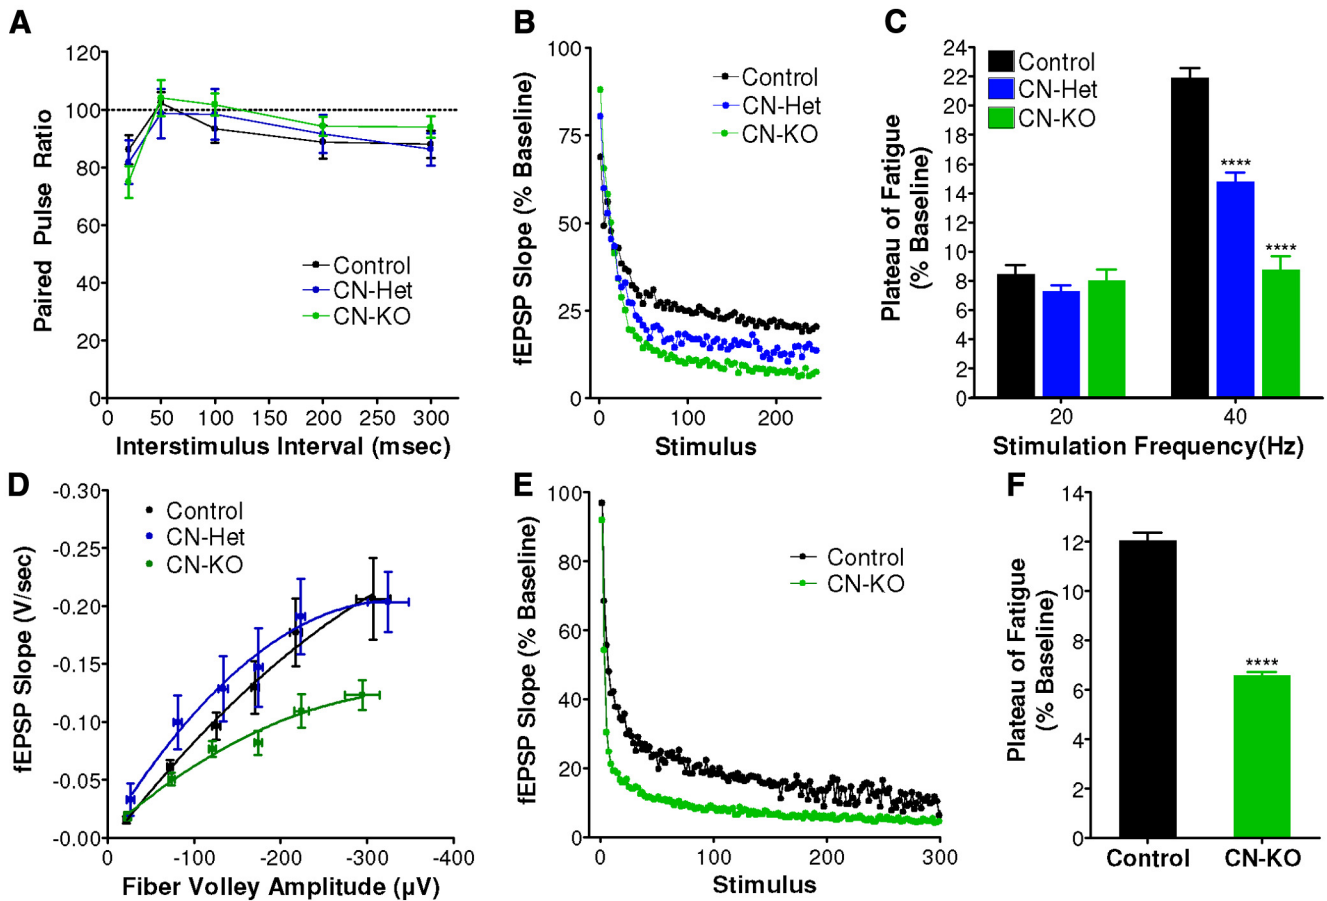 A
120
100
80
60
40
20
0
Paired Pulse Ratio
Control
CN-Het
CN-KO
0 50 100 150 200 250 300
Interstimulus Interval (msec)
B
100
75
50
25
0
fEPSP Slope (% Baseline)
Control
CN-Het
CN-KO
0 100 200
Stimulus
C
24
22
20
18
16
14
12
10
8
6
4
2
0
Plateau of Fatigue
(% Baseline)
Control
CN-Het
CN-KO
****
****
20 40
Stimulation Frequency(Hz)
D
-0.30
-0.25
-0.20
-0.15
-0.10
-0.05
-0.00
fEPSP Slope (V/sec)
Control
CN-Het
CN-KO
0 -100 -200 -300 -400
Fiber Volley Amplitude (µV)
E
100
80
60
40
20
0
fEPSP Slope (% Baseline)
Control
CN-KO
0 100 200 300
Stimulus
F
14
12
10
8
6
4
2
0
Plateau of Fatigue
(% Baseline)
****
Control CN-KO